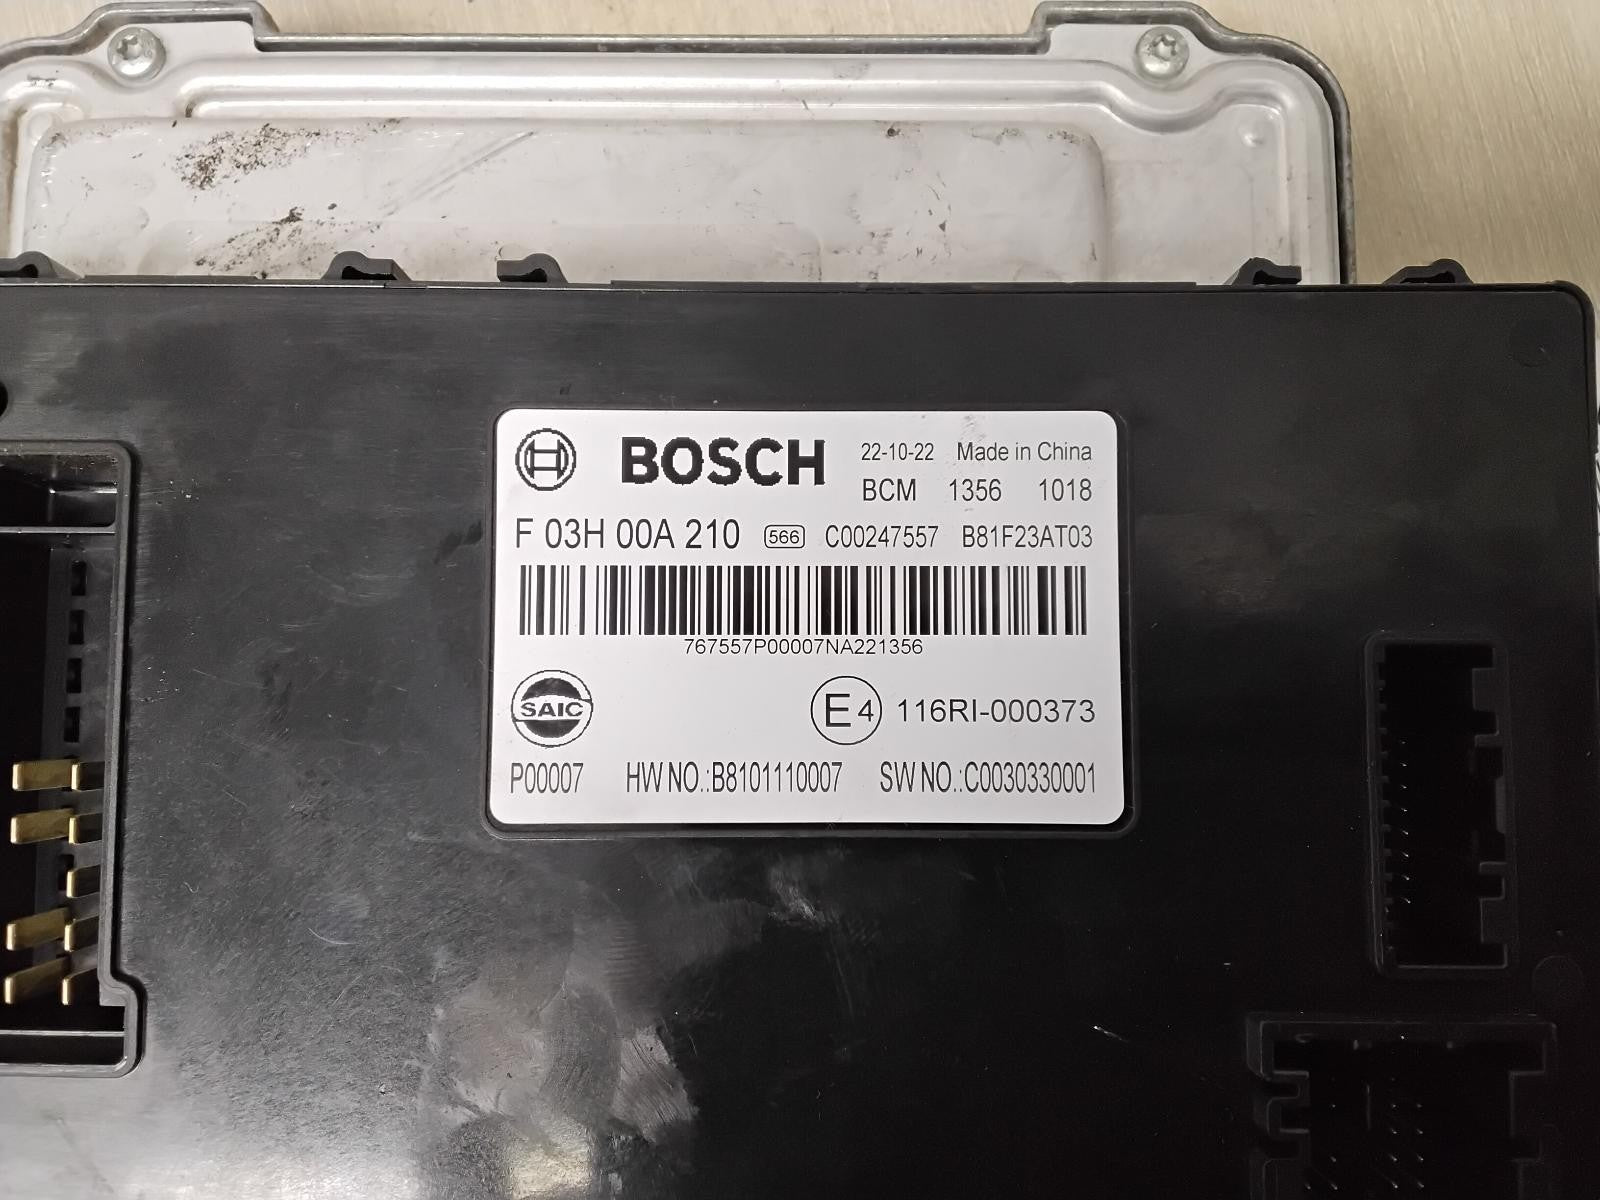 BOSCH 22-10-22 Made in China
BCM 1356 1018
F 03H 00A 210 566 C00247557 B81F23AT03
767557P00007NA221356
SAIC E4 116RI-000373
P00007 HW NO.:B8101110007 SW NO.:C0030330001